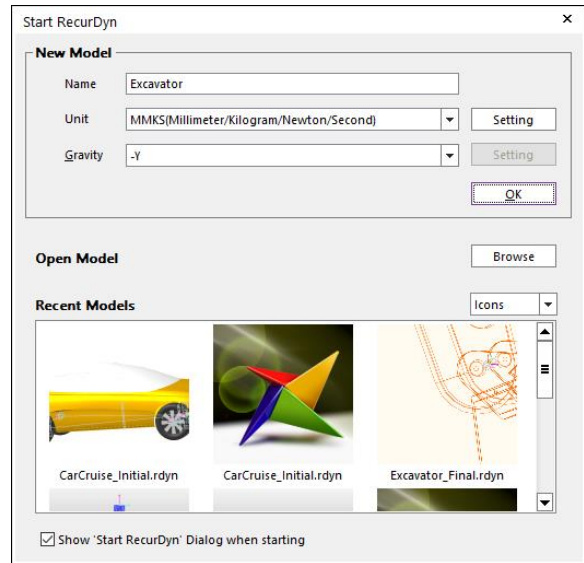 Start RecurDyn
New Model
Name Excavator
Unit MMKS(Millimeter/Kilogram/Newton/Second) Setting
Gravity -Y Setting
OK
Open Model Browse
Recent Models Icons
CarCruise_Initial.rdyn CarCruise_Initial.rdyn Excavator_Final.rdyn
Show 'Start RecurDyn' Dialog when starting